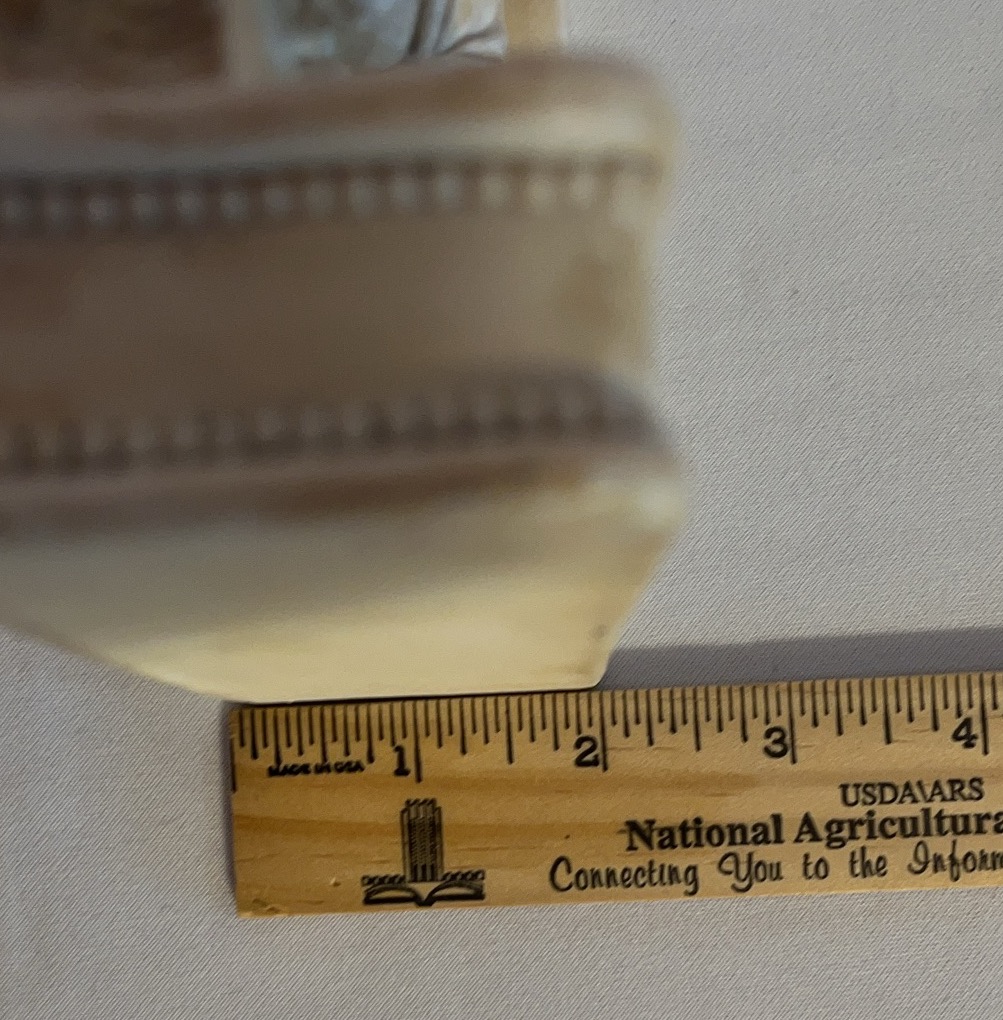 1 2 3 4
MADE IN USA
USDA\ARS
National Agricultura
Connecting You to the Inform